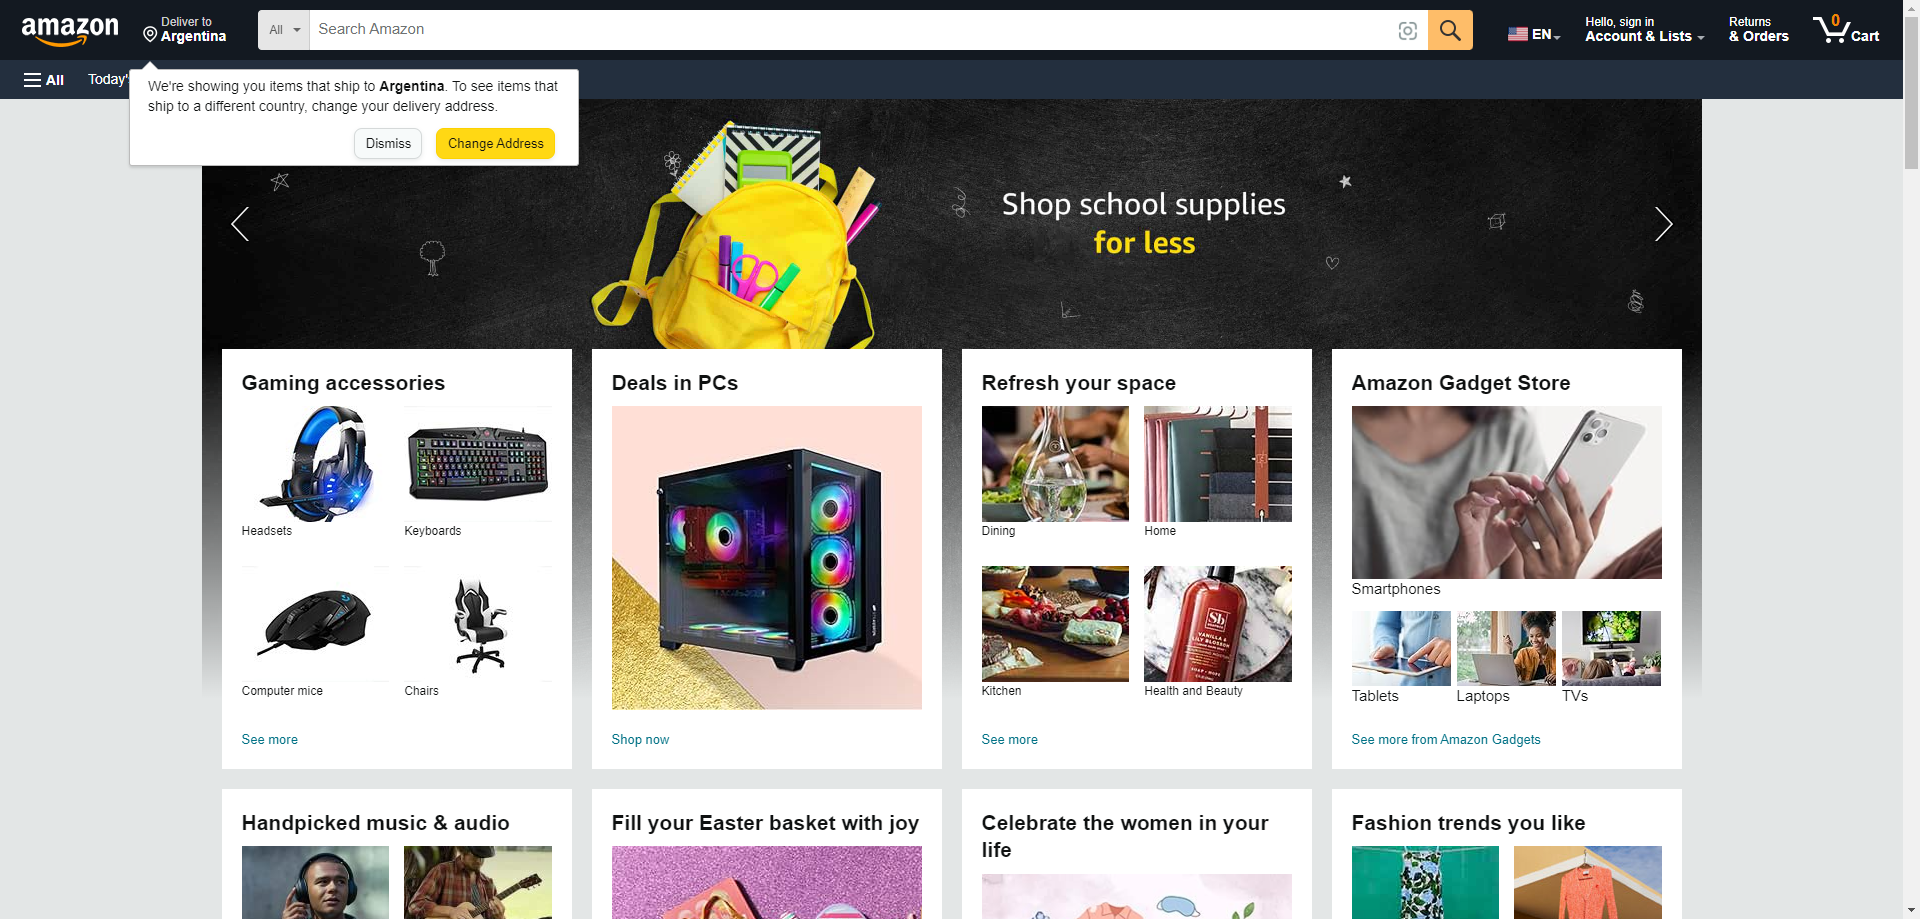 amazon
Deliver to
Argentina
All
Search Amazon
EN
Hello, sign in
Account & Lists
Returns
& Orders
0
Cart
All
Today's
We're showing you items that ship to Argentina. To see items that
ship to a different country, change your delivery address.
Dismiss
Change Address
Shop school supplies
for less
Gaming accessories
Headsets
Keyboards
Computer mice
Chairs
See more
Deals in PCs
Shop now
Refresh your space
Dining
Home
Kitchen
Sb
VANILLA &
LILY BLOSSOM
Health and Beauty
See more
Amazon Gadget Store
Smartphones
Tablets
Laptops
TVs
See more from Amazon Gadgets
Handpicked music & audio
Fill your Easter basket with joy
Celebrate the women in your
life
Fashion trends you like